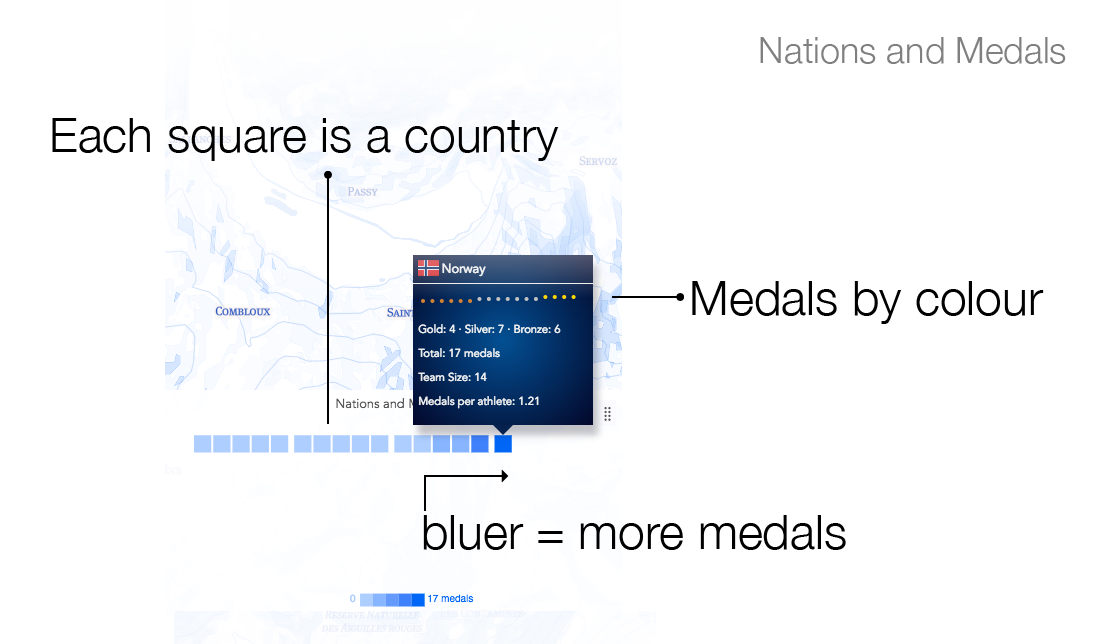 Nations and Medals
Each square is a country
SERVOZ
PASSY
Norway
COMBLOUX
SAINT
Medals by colour
Gold: 4 · Silver: 7 · Bronze: 6
Total: 17 medals
Team Size: 14
Medals per athlete: 1.21
Nations and M
bluer = more medals
0
17 medals
RÉSERVE NATURELLE
DES AIGUILLES ROUGES